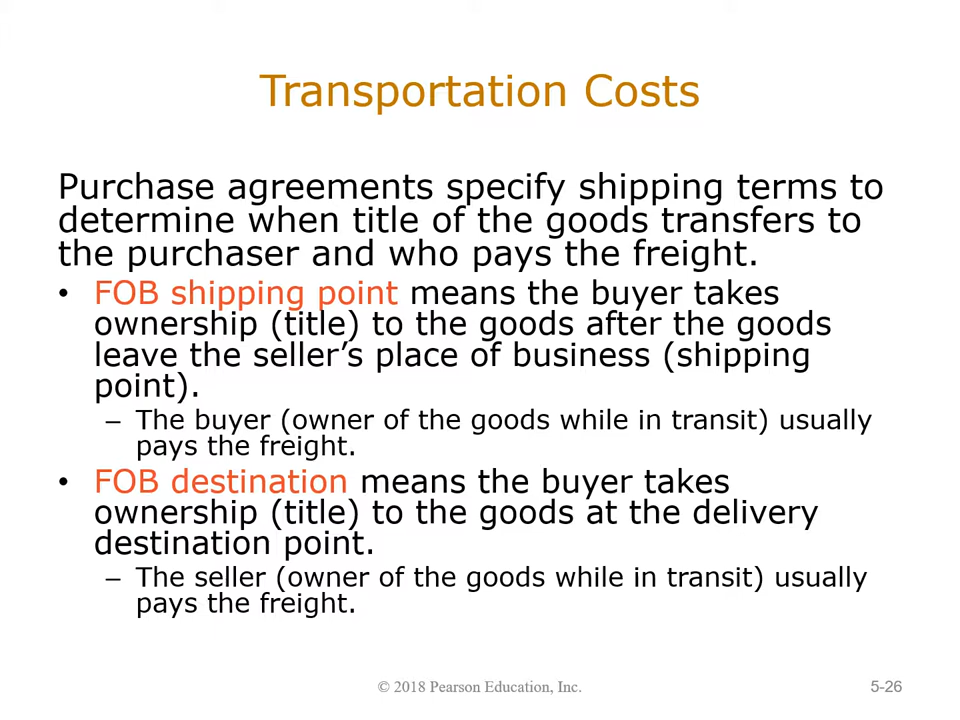 Transportation Costs
Purchase agreements specify shipping terms to
determine when title of the goods transfers to
the purchaser and who pays the freight.
• FOB shipping point means the buyer takes
ownership (title) to the goods after the goods
leave the seller’s place of business (shipping
point).
– The buyer (owner of the goods while in transit) usually
pays the freight.
• FOB destination means the buyer takes
ownership (title) to the goods at the delivery
destination point.
– The seller (owner of the goods while in transit) usually
pays the freight.
© 2018 Pearson Education, Inc.
5-26